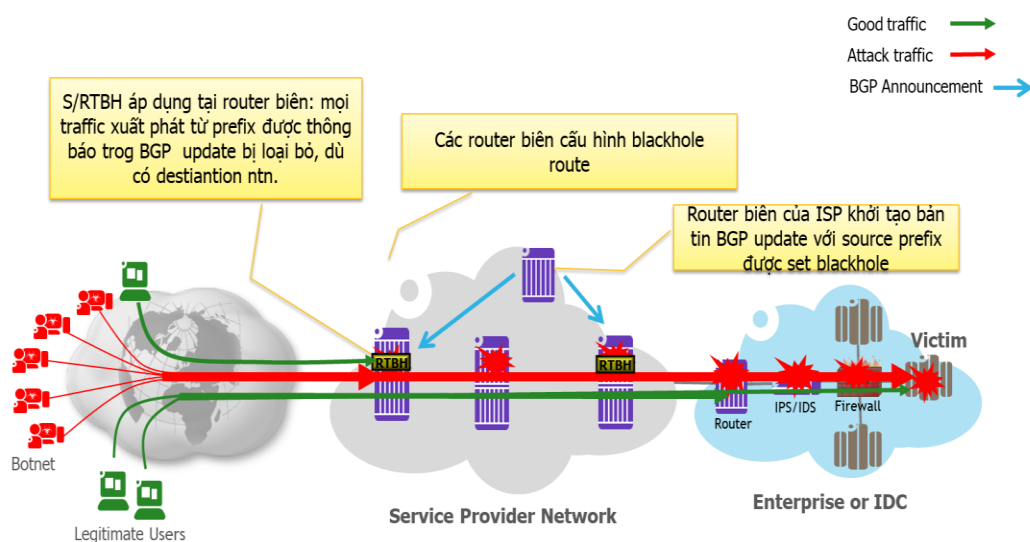 Good traffic
Attack traffic
BGP Announcement
S/RTBH áp dụng tại router biên: mọi
traffic xuất phát từ prefix được thông
báo trog BGP update bị loại bỏ, dù
có destiantion ntn.
Các router biên cấu hình blackhole
route
Router biên của ISP khởi tạo bản
tin BGP update với source prefix
được set blackhole
RTBH
RTBH
Victim
Router
IPS/IDS
Firewall
Botnet
Legitimate Users
Service Provider Network
Enterprise or IDC